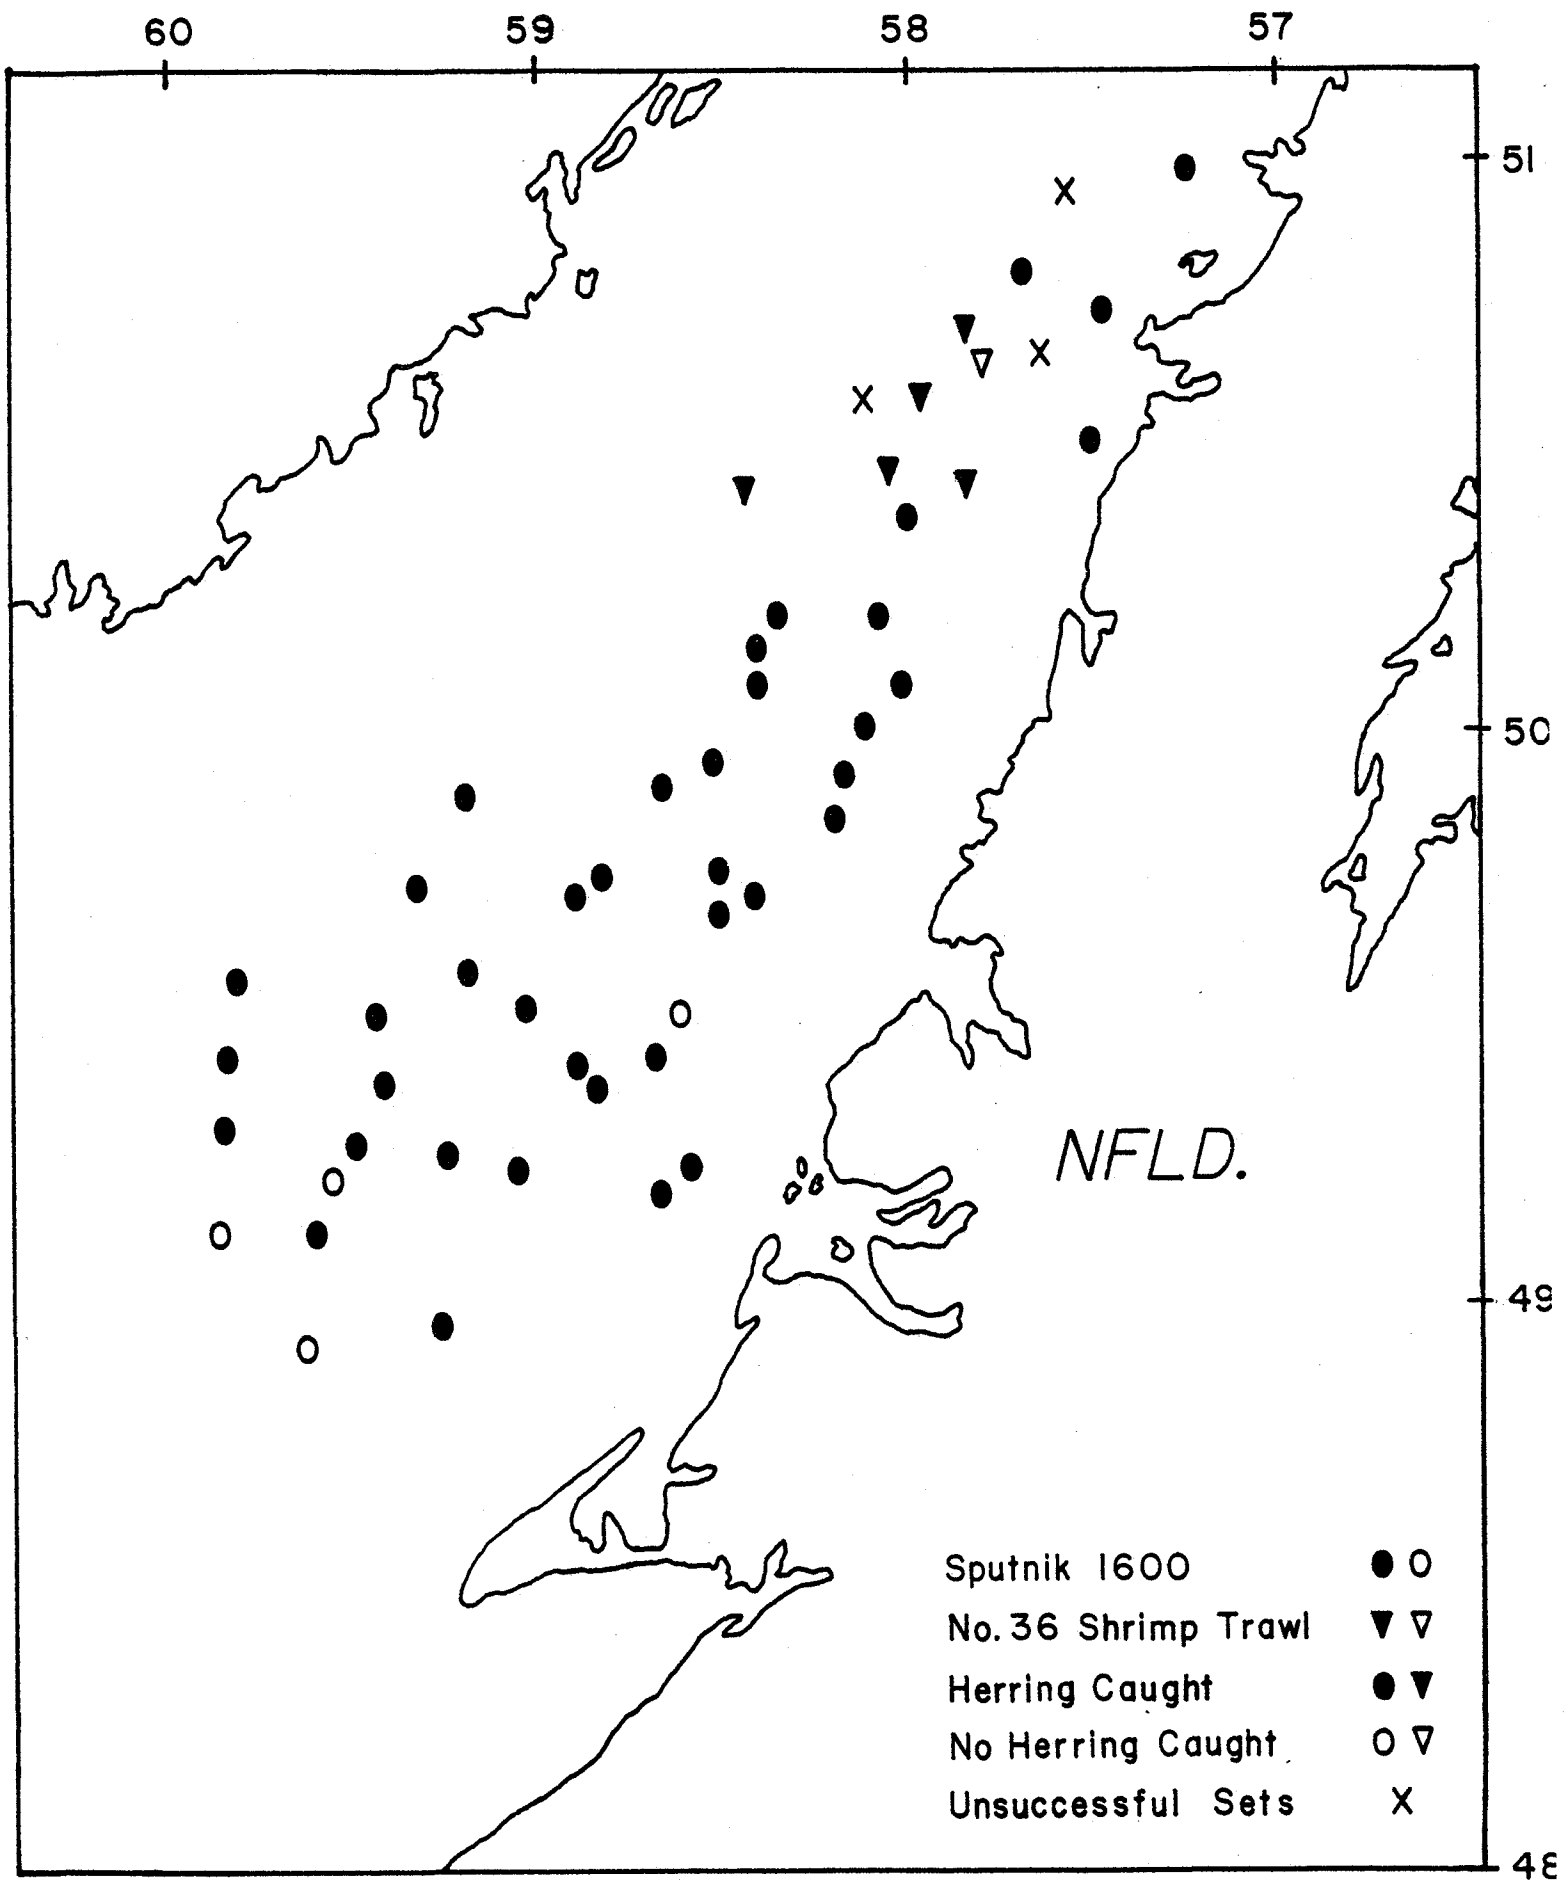 60 59 58 57
51
50
49
NFLD.
48
Sputnik 1600
No. 36 Shrimp Trawl
Herring Caught
No Herring Caught
Unsuccessful Sets X